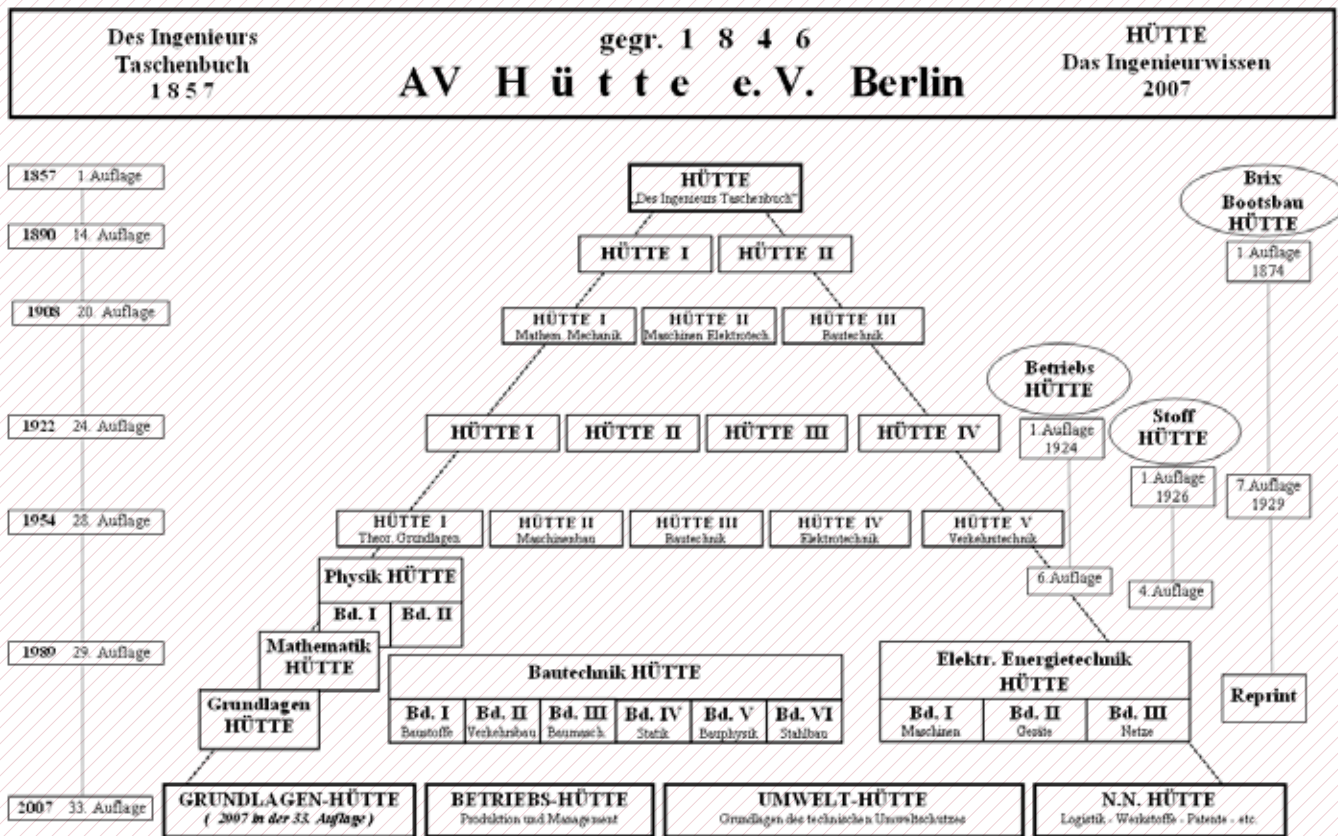 Des Ingenieurs
Taschenbuch
1 8 5 7
gegr. 1 8 4 6
AV H ü t t e e. V. Berlin
HÜTTE
Das Ingenieurwissen
2007
1857 1. Auflage
HÜTTE
„Des Ingenieurs Taschenbuch"
Brix
Bootsbau
HÜTTE
1890 14. Auflage
HÜTTE I
HÜTTE II
1. Auflage
1874
1908 20. Auflage
HÜTTE I
Mathem. Mechanik
HÜTTE II
Maschinen Elektrotech.
HÜTTE III
Bautechnik
Betriebs
HÜTTE
1922 24. Auflage
HÜTTE I
HÜTTE II
HÜTTE III
HÜTTE IV
1. Auflage
1924
Stoff
HÜTTE
1. Auflage
1926
7. Auflage
1929
1954 28. Auflage
HÜTTE I
Theor. Grundlagen
HÜTTE II
Maschinenbau
HÜTTE III
Bautechnik
HÜTTE IV
Elektrotechnik
HÜTTE V
Verkehrstechnik
Physik HÜTTE
Bd. I
Bd. II
6. Auflage
4. Auflage
1989 29. Auflage
Mathematik
HÜTTE
Bautechnik HÜTTE
Elektr. Energietechnik
HÜTTE
Reprint
Grundlagen
HÜTTE
Bd. I
Baustoffe
Bd. II
Verkehrsbau
Bd. III
Baumasch.
Bd. IV
Statik
Bd. V
Bauphysik
Bd. VI
Stahlbau
Bd. I
Maschinen
Bd. II
Geräte
Bd. III
Netze
2007 33. Auflage
GRUNDLAGEN-HÜTTE
( 2007 in der 33. Auflage )
BETRIEBS-HÜTTE
Produktion und Management
UMWELT-HÜTTE
Grundlagen des technischen Umweltschutzes
N.N. HÜTTE
Logistik - Werkstoffe - Patente - etc.